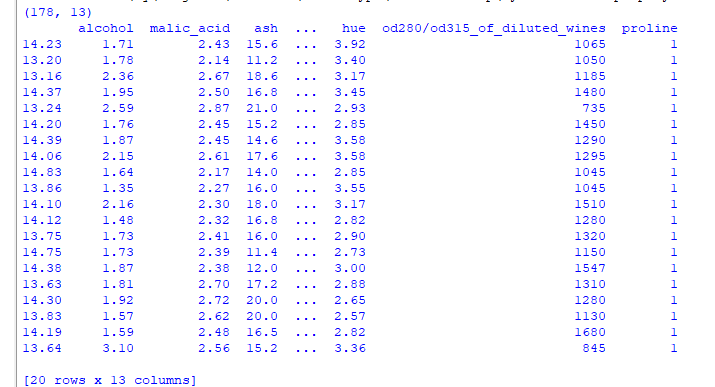 (178, 13)
alcohol malic_acid ash ... hue od280/od315_of_diluted_wines proline
14.23 1.71 2.43 15.6 ... 3.92 1065 1
13.20 1.78 2.14 11.2 ... 3.40 1050 1
13.16 2.36 2.67 18.6 ... 3.17 1185 1
14.37 1.95 2.50 16.8 ... 3.45 1480 1
13.24 2.59 2.87 21.0 ... 2.93 735 1
14.20 1.76 2.45 15.2 ... 2.85 1450 1
14.39 1.87 2.45 14.6 ... 3.58 1290 1
14.06 2.15 2.61 17.6 ... 3.58 1295 1
14.83 1.64 2.17 14.0 ... 2.85 1045 1
13.86 1.35 2.27 16.0 ... 3.55 1045 1
14.10 2.16 2.30 18.0 ... 3.17 1510 1
14.12 1.48 2.32 16.8 ... 2.82 1280 1
13.75 1.73 2.41 16.0 ... 2.90 1320 1
14.75 1.73 2.39 11.4 ... 2.73 1150 1
14.38 1.87 2.38 12.0 ... 3.00 1547 1
13.63 1.81 2.70 17.2 ... 2.88 1310 1
14.30 1.92 2.72 20.0 ... 2.65 1280 1
13.83 1.57 2.62 20.0 ... 2.57 1130 1
14.19 1.59 2.48 16.5 ... 2.82 1680 1
13.64 3.10 2.56 15.2 ... 3.36 845 1
[20 rows x 13 columns]